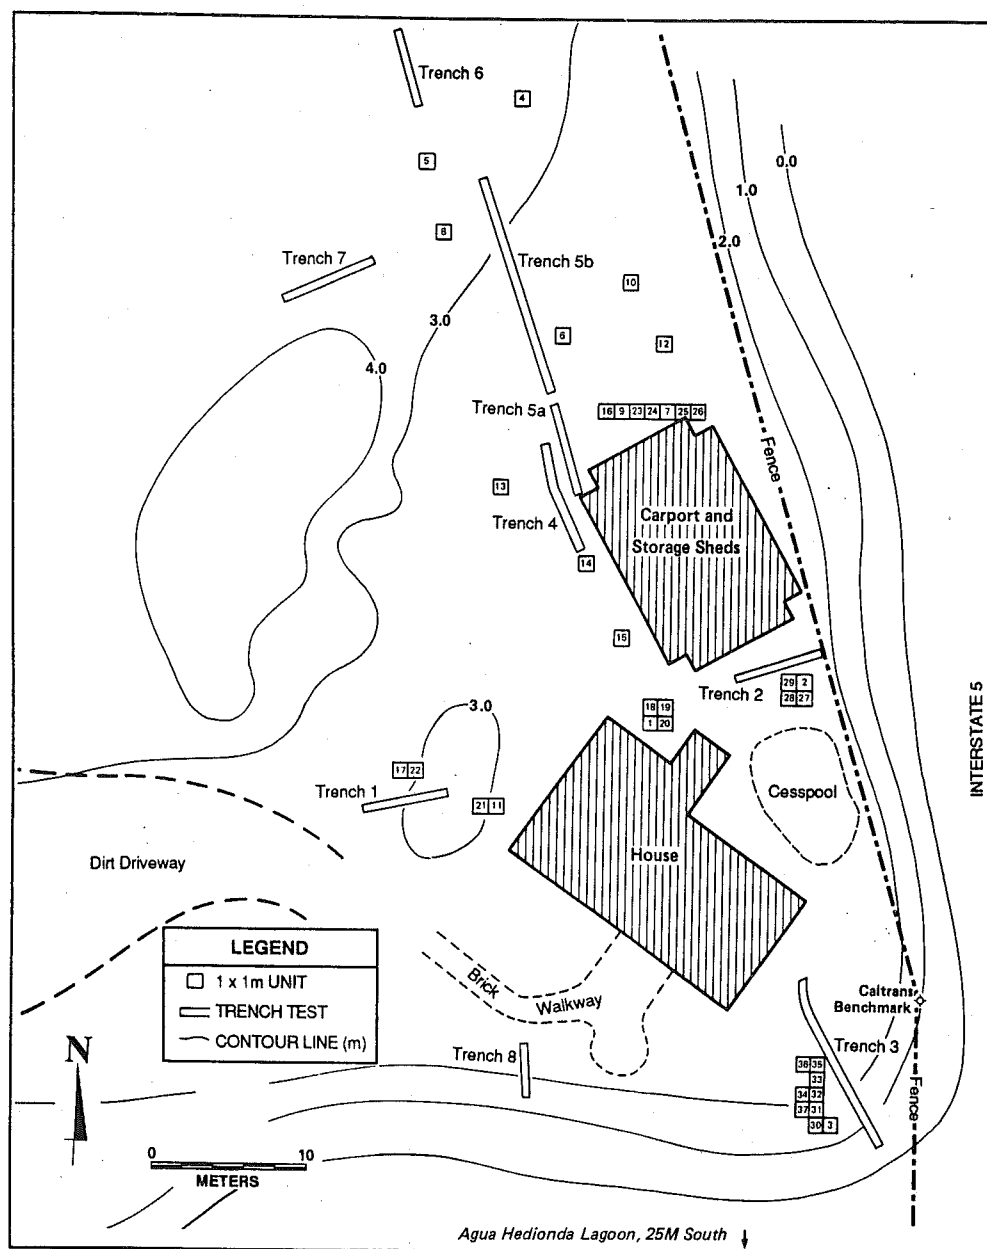 Trench 6
4
5
0.0
1.0
8
2.0
Trench 7
Trench 5b
10
3.0
6
12
4.0
Trench 5a
16 9 23 24 7 25 26
Fence
13
Carport and
Storage Sheds
Trench 4
14
15
29 2
28 27
Trench 2
18 19
1 20
3.0
INTERSTATE 5
17 22
Trench 1
21 11
Cesspool
House
Dirt Driveway
LEGEND
1 x 1m UNIT
TRENCH TEST
CONTOUR LINE (m)
Brick
Walkway
Caltrans
Benchmark
Trench 3
Trench 8
36 35
33
34 32
37 31
30 3
Fence
N
0 10
METERS
Agua Hedionda Lagoon, 25M South